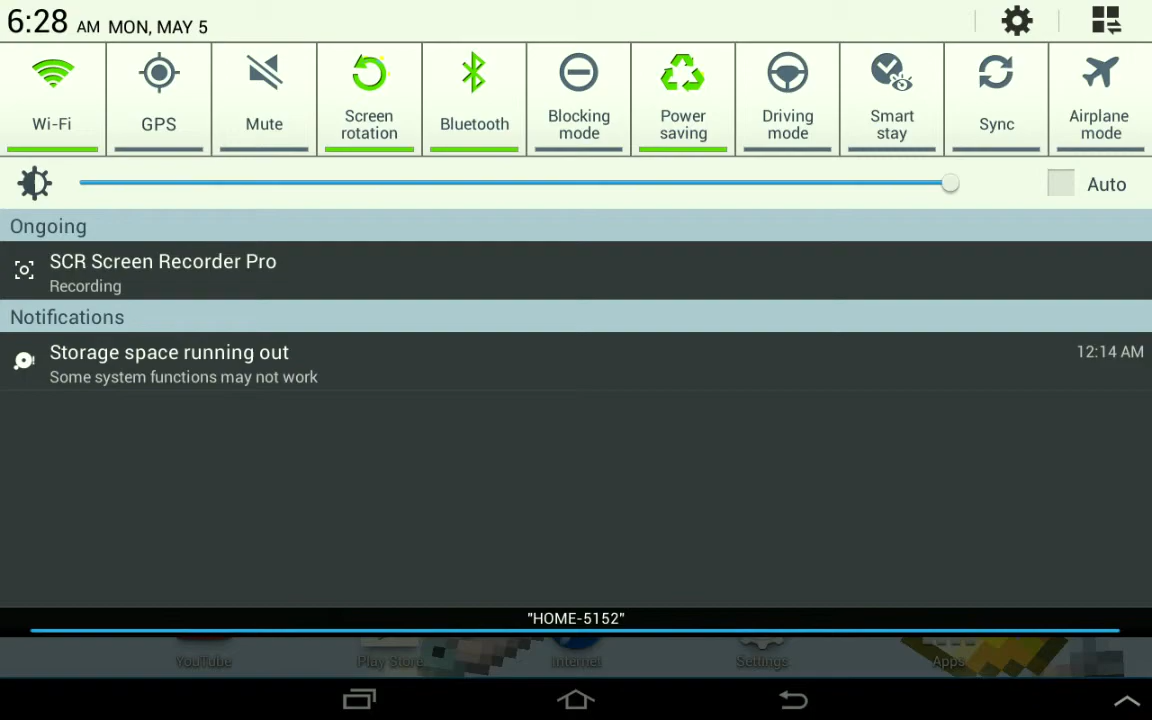 6:28 AM MON, MAY 5
Wi-Fi
GPS
Mute
Screen rotation
Bluetooth
Blocking mode
Power saving
Driving mode
Smart stay
Sync
Airplane mode
Auto
Ongoing
SCR Screen Recorder Pro
Recording
Notifications
Storage space running out 12:14 AM
Some system functions may not work
"HOME-5152"
YouTube Play Store Internet Settings Apps